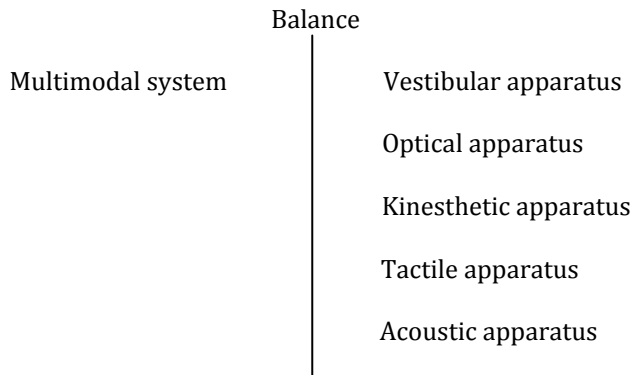 Balance
Multimodal system
Vestibular apparatus
Optical apparatus
Kinesthetic apparatus
Tactile apparatus
Acoustic apparatus